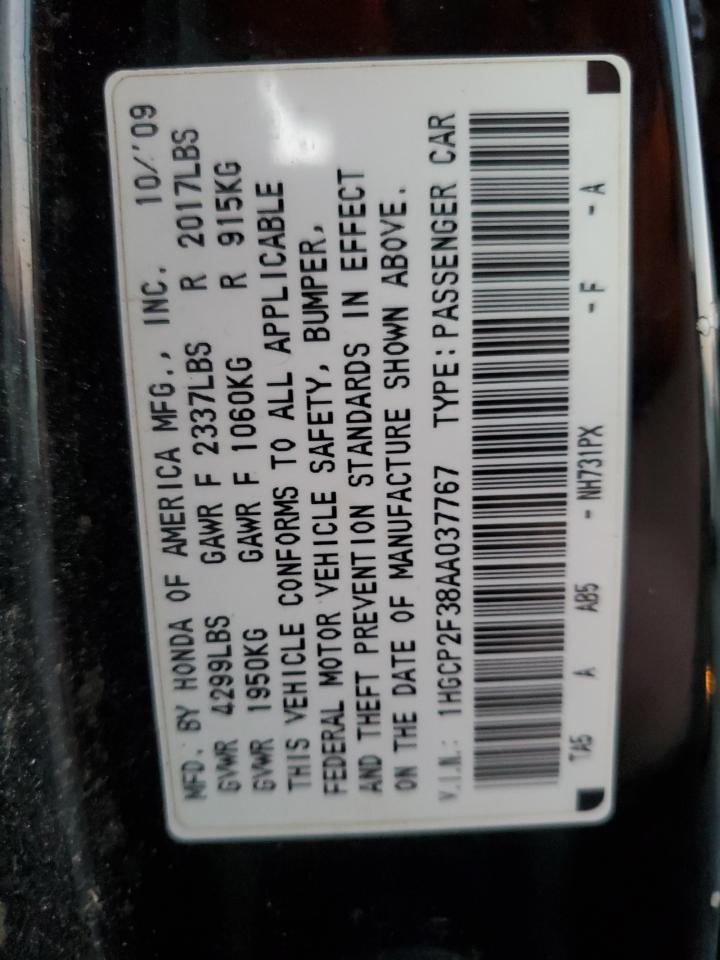 MFD. BY HONDA OF AMERICA MFG., INC. 10/'09
GVWR 4299LBS GAWR F 2337LBS R 2017LBS
GVWR 1950KG GAWR F 1060KG R 915KG
THIS VEHICLE CONFORMS TO ALL APPLICABLE
FEDERAL MOTOR VEHICLE SAFETY, BUMPER,
AND THEFT PREVENTION STANDARDS IN EFFECT
ON THE DATE OF MANUFACTURE SHOWN ABOVE.
V.I.N.: 1HGCP2F38AA037767 TYPE:PASSENGER CAR
TA5 A AB5 - NH731PX - F - A